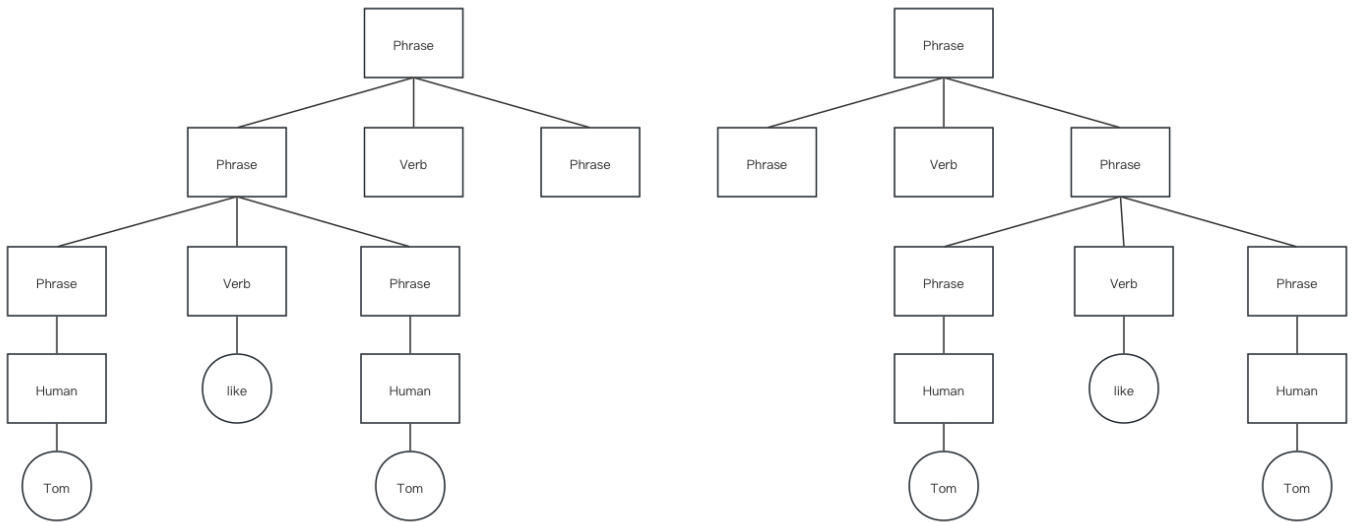 Phrase Phrase
Phrase Verb Phrase Phrase Verb Phrase
Phrase Verb Phrase Phrase Verb Phrase
Human like Human Human like Human
Tom Tom Tom Tom